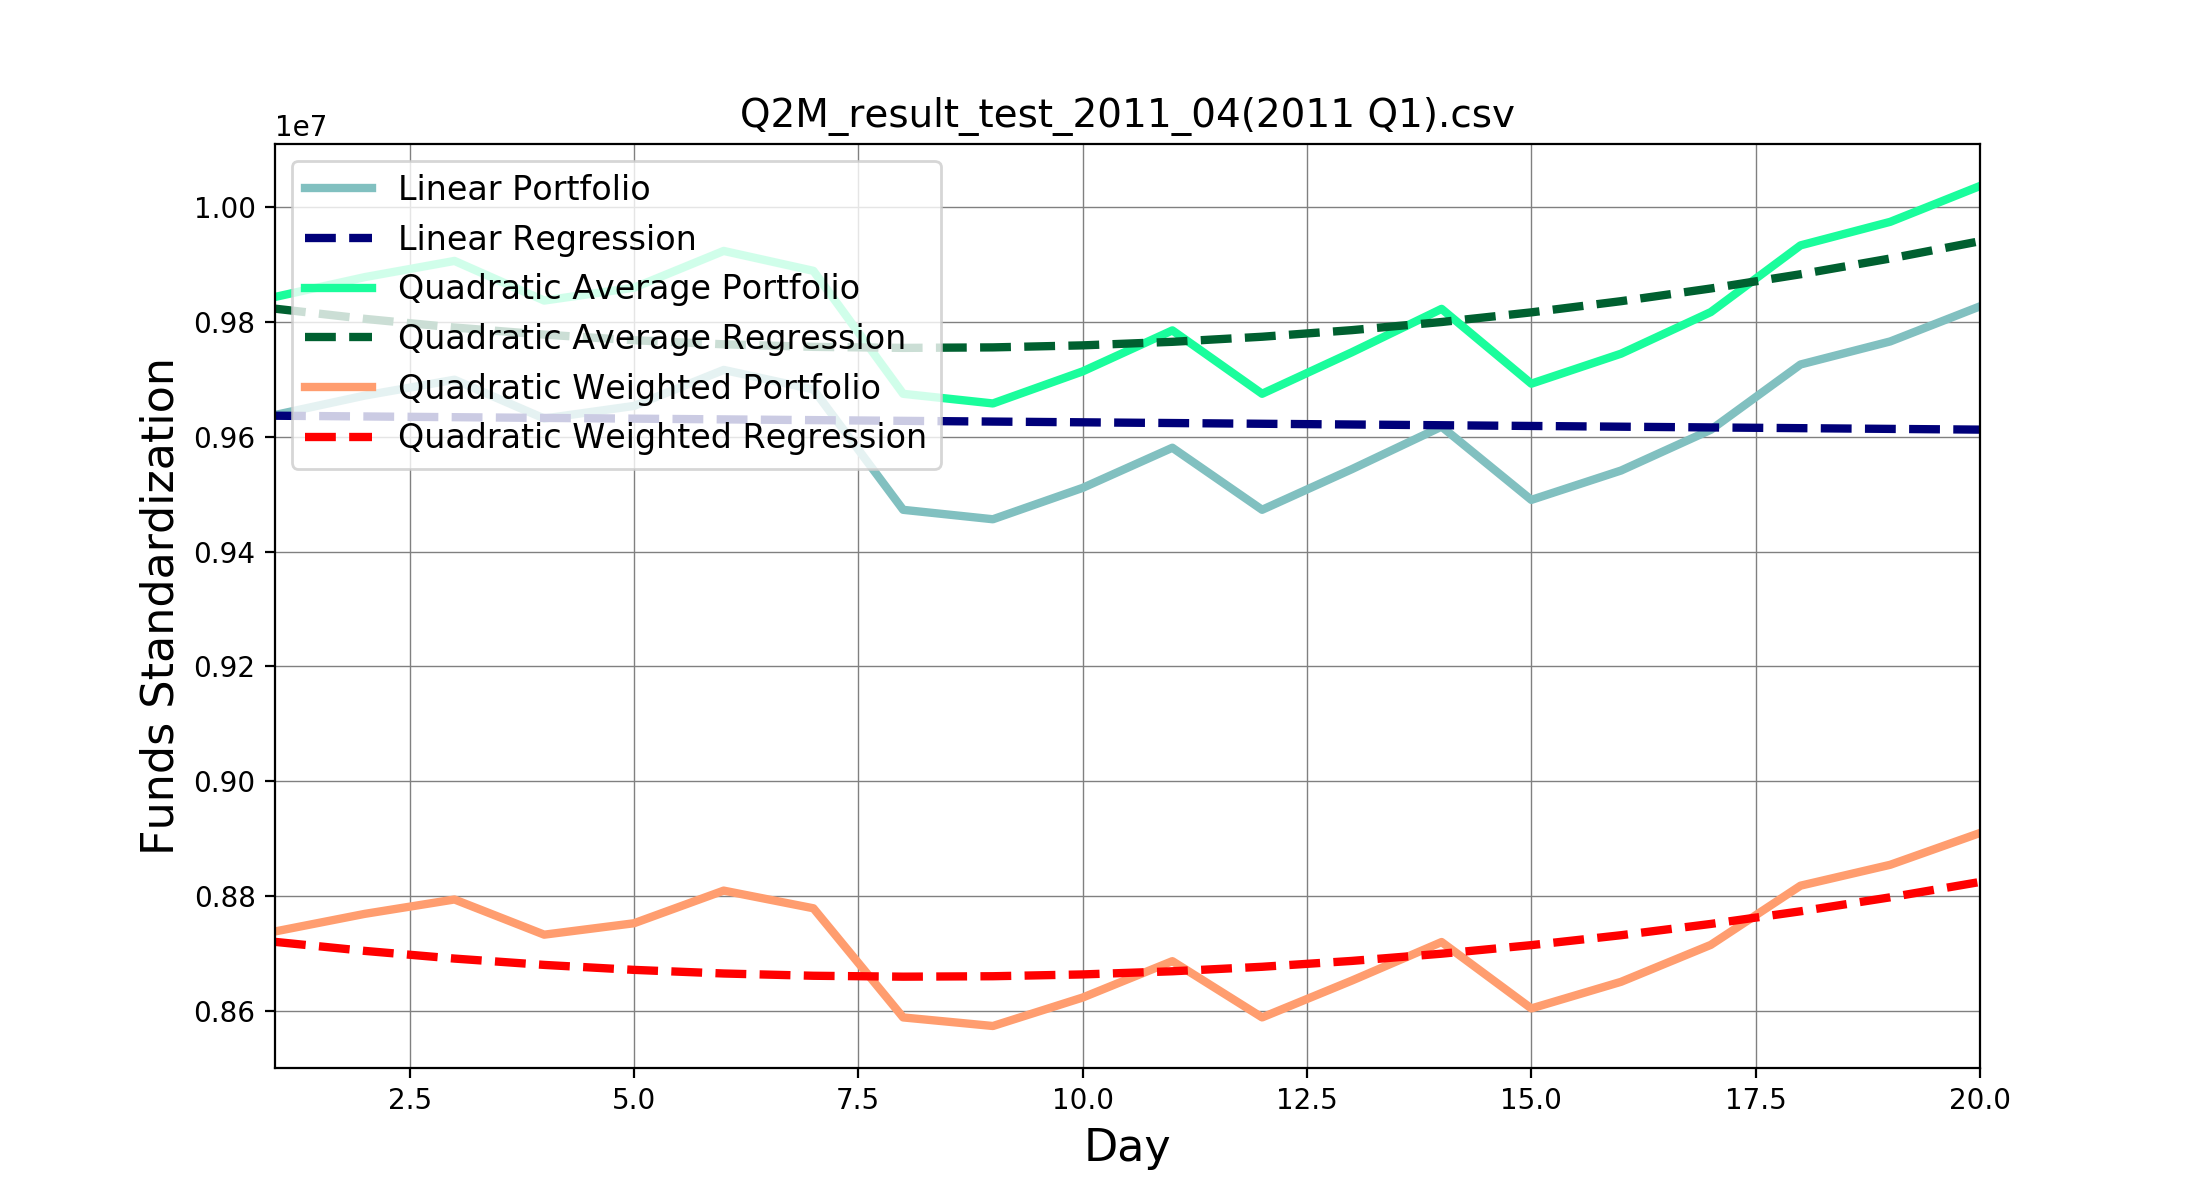 Q2M_result_test_2011_04(2011 Q1).csv
1e7
Linear Portfolio
Linear Regression
Quadratic Average Portfolio
Quadratic Average Regression
Quadratic Weighted Portfolio
Quadratic Weighted Regression
1.00
0.98
0.96
0.94
0.92
0.90
0.88
0.86
Funds Standardization
2.5 5.0 7.5 10.0 12.5 15.0 17.5 20.0
Day